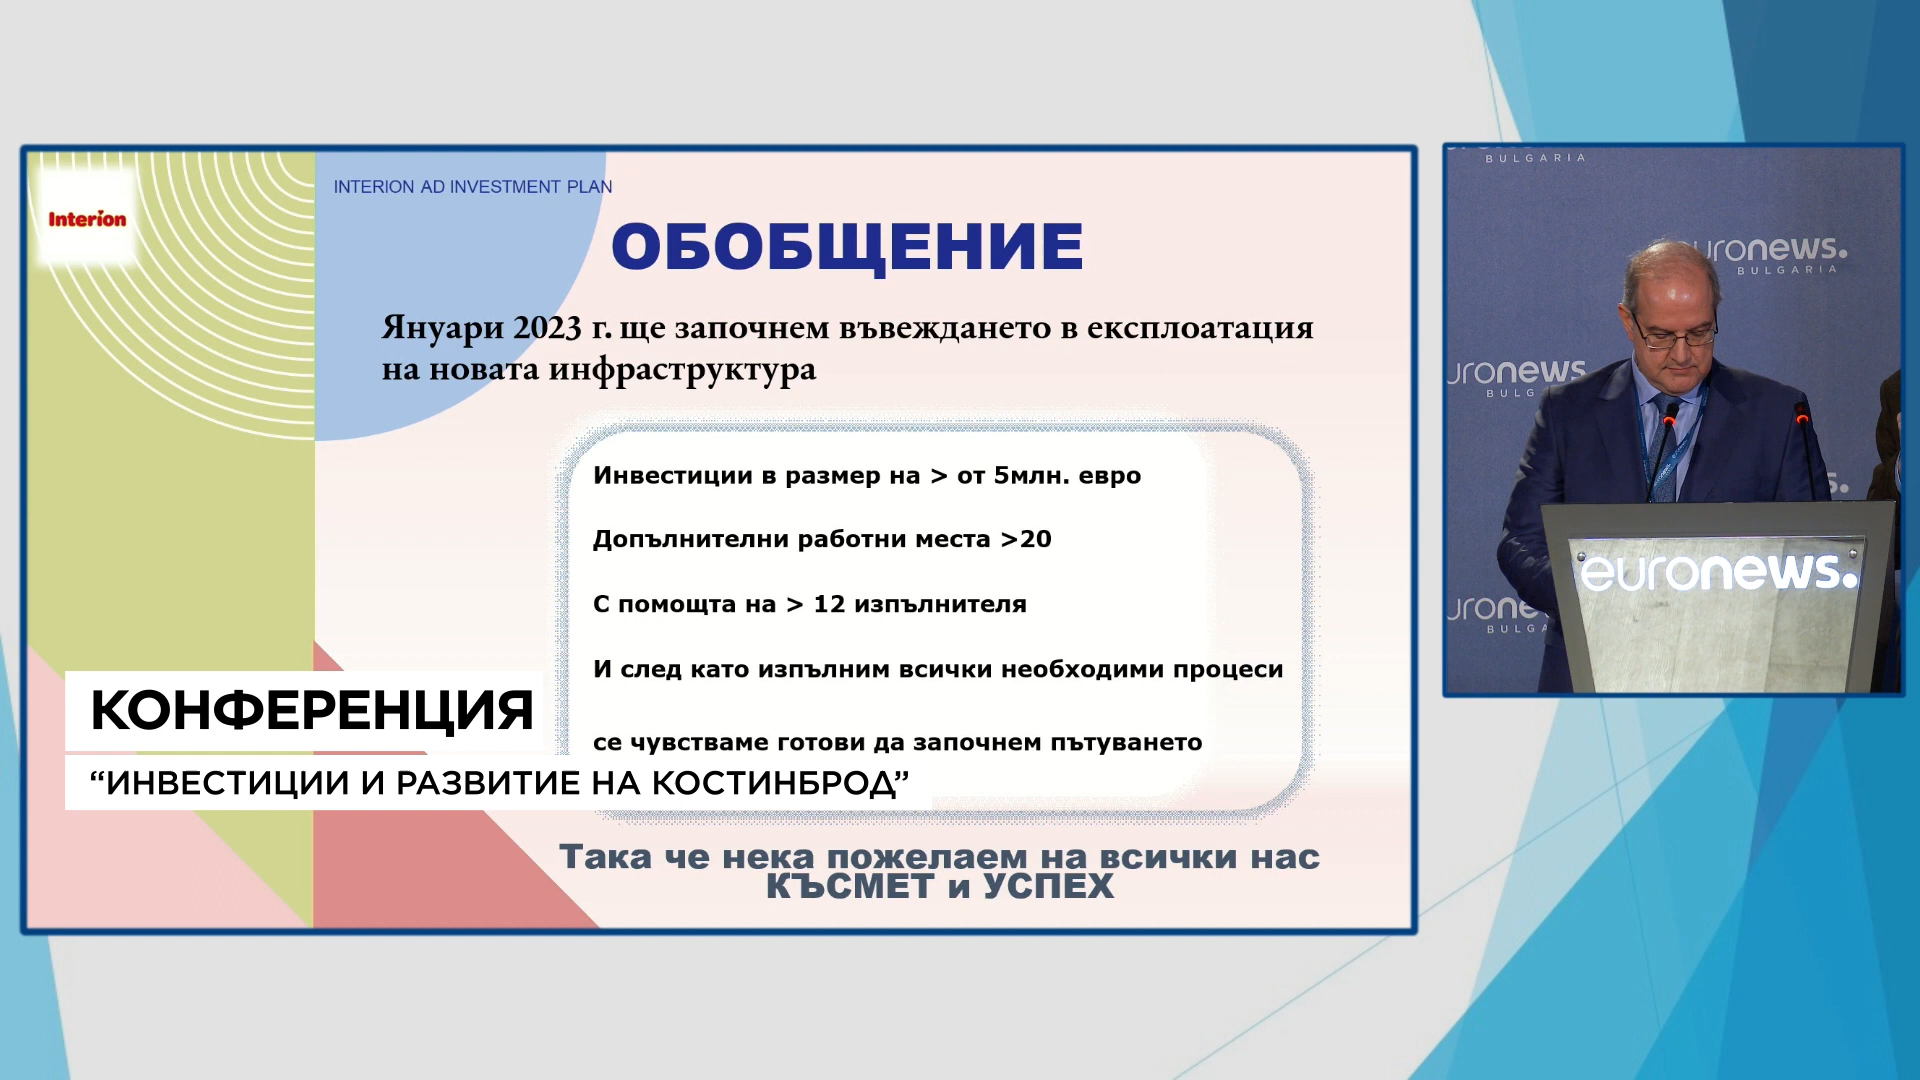 Interion
INTERION AD INVESTMENT PLAN
ОБОБЩЕНИЕ
Януари 2023 г. ще започнем въвеждането в експлоатация
на новата инфраструктура
Инвестиции в размер на > от 5млн. евро
Допълнителни работни места >20
С помощта на > 12 изпълнителя
И след като изпълним всички необходими процеси
се чувстваме готови да започнем пътуването
Така че нека пожелаем на всички нас
КЪСМЕТ и УСПЕХ
КОНФЕРЕНЦИЯ
“ИНВЕСТИЦИИ И РАЗВИТИЕ НА КОСТИНБРОД”
BULGARIA
euronews.
BULGARIA
euronews.